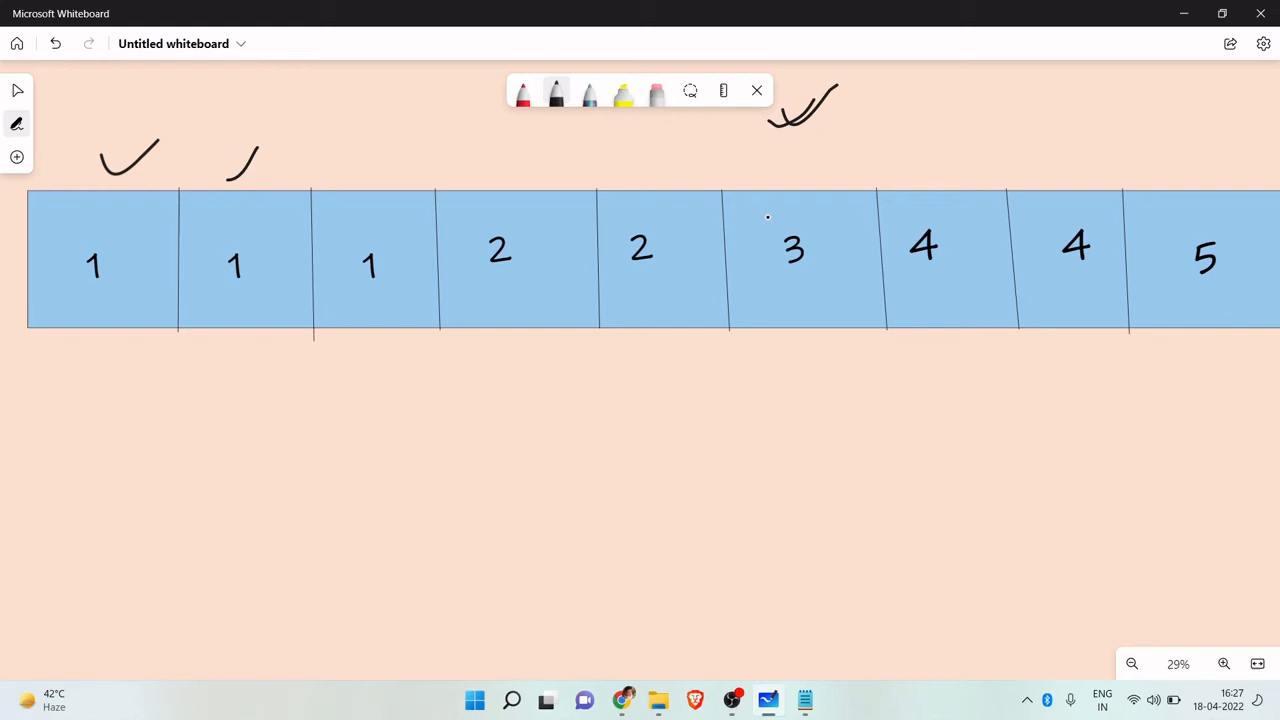 Microsoft Whiteboard
Untitled whiteboard
1 1 1 2 2 3 4 4 5
29%
42°C
Haze
ENG
IN
16:27
18-04-2022